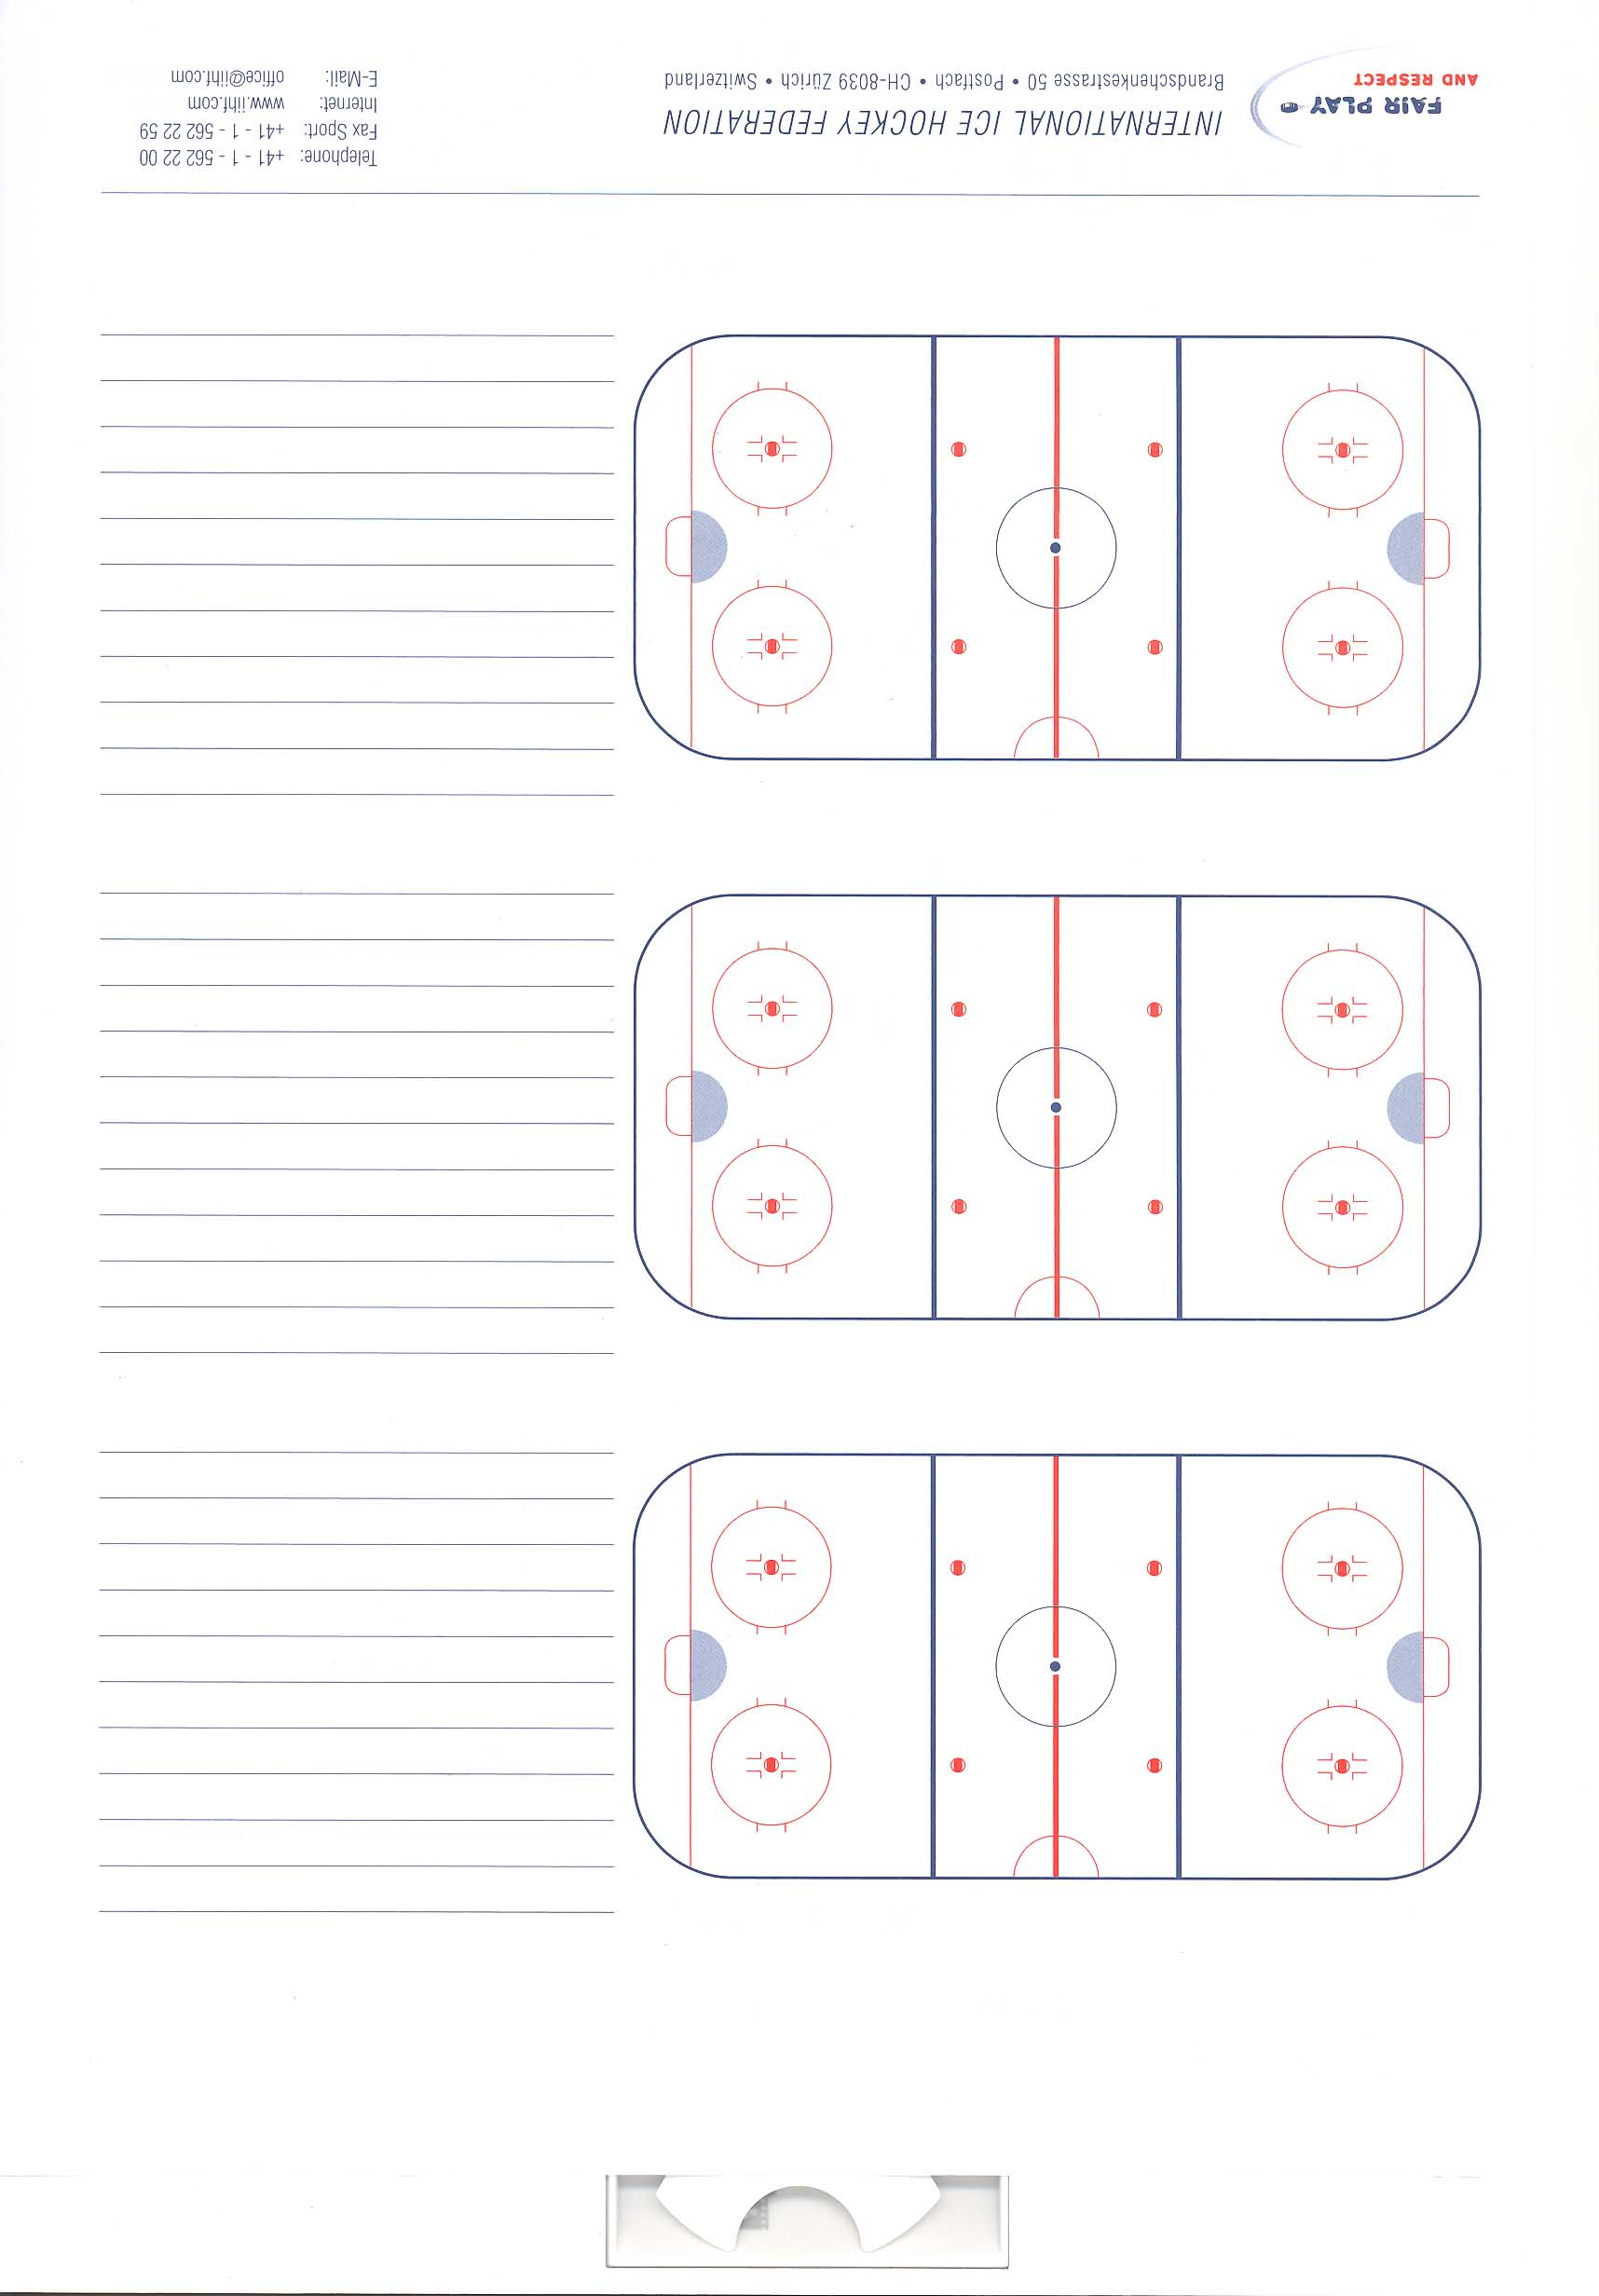 FAIR PLAY
AND RESPECT
INTERNATIONAL ICE HOCKEY FEDERATION
Brandschenkestrasse 50 • Postfach • CH-8039 Zürich • Switzerland
Telephone: +41 - 1 - 562 22 00
Fax Sport: +41 - 1 - 562 22 59
Internet: www.iihf.com
E-Mail: office@iihf.com